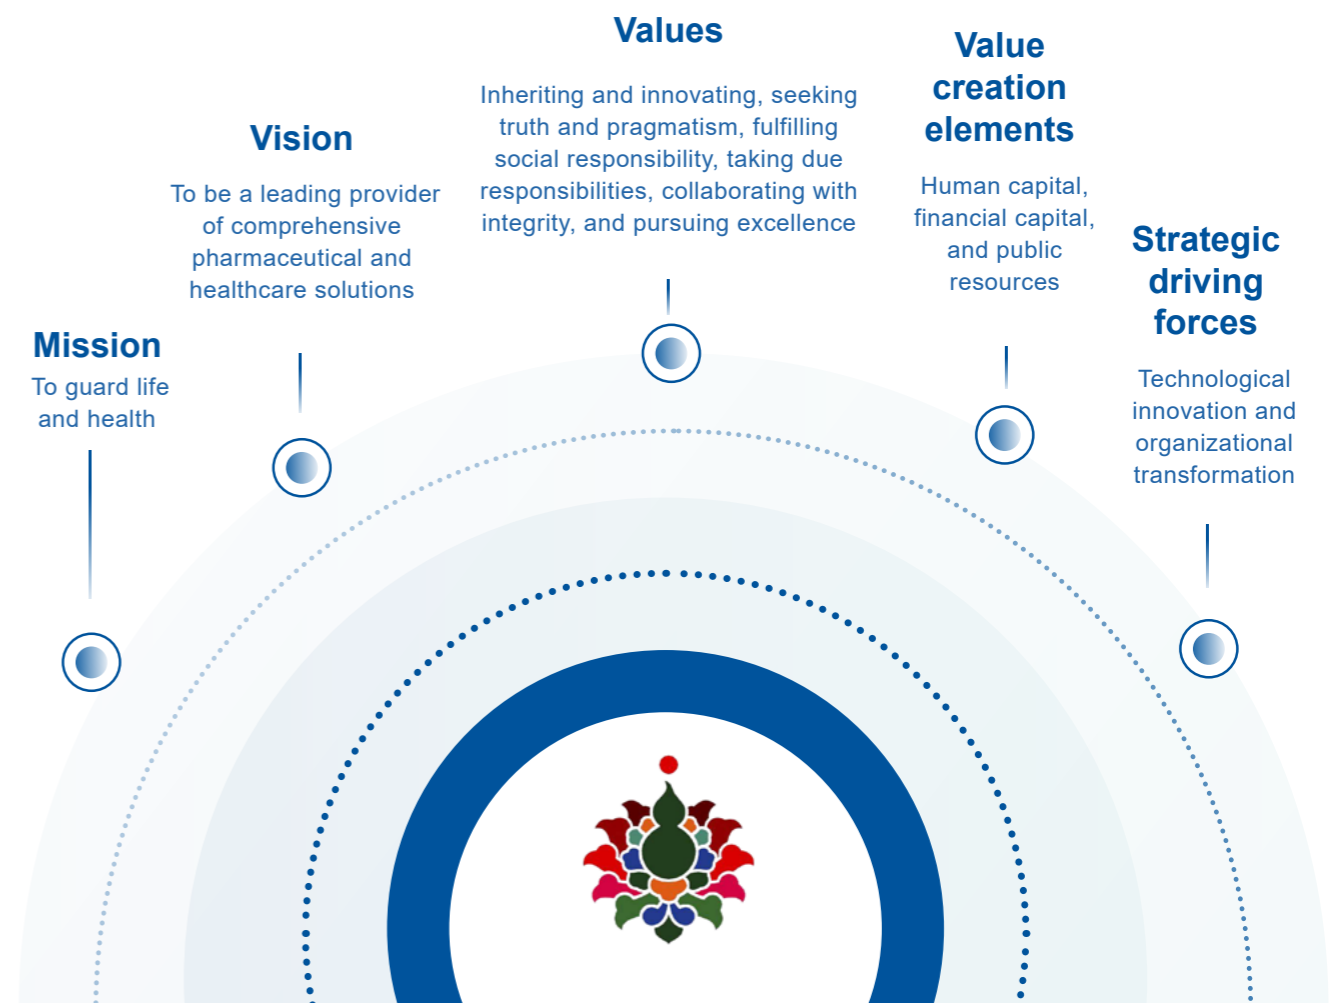 Mission
To guard life
and health
Vision
To be a leading provider
of comprehensive
pharmaceutical and
healthcare solutions
Values
Inheriting and innovating, seeking
truth and pragmatism, fulfilling
social responsibility, taking due
responsibilities, collaborating with
integrity, and pursuing excellence
Value
creation
elements
Human capital,
financial capital,
and public
resources
Strategic
driving
forces
Technological
innovation and
organizational
transformation